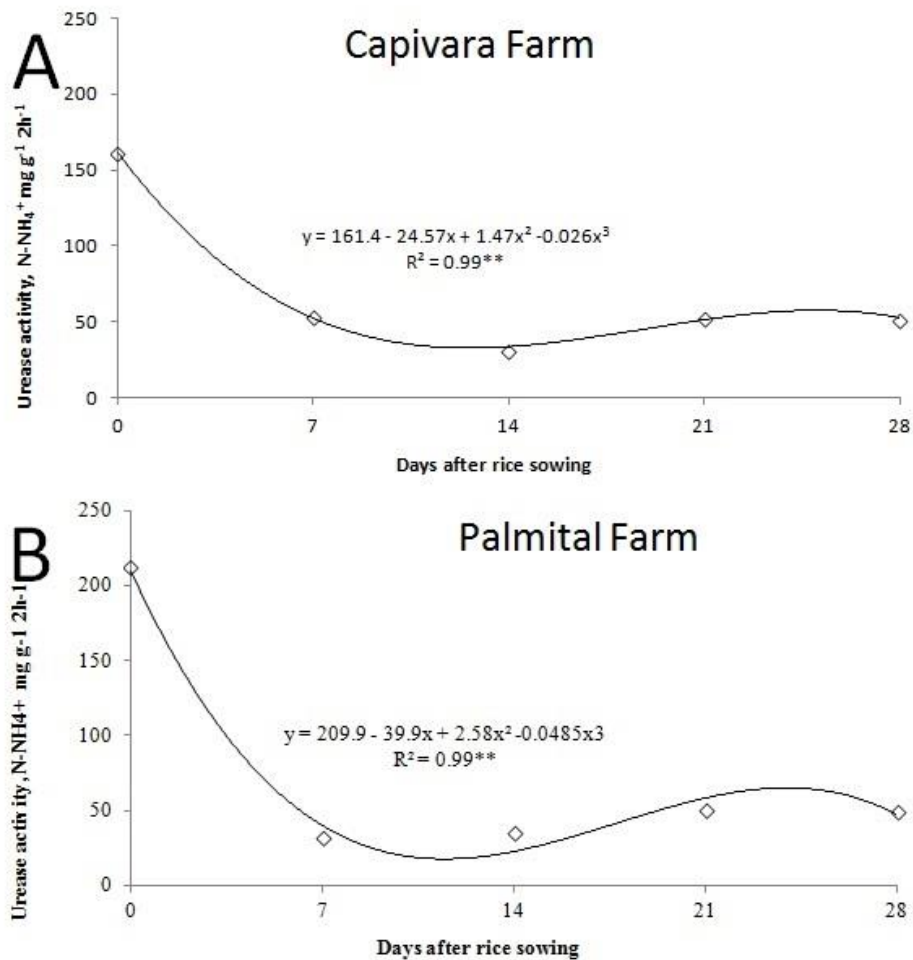 A
Capivara Farm
Urease activity, N-NH₄⁺ mg g⁻¹ 2h⁻¹
250
200
150
100
50
0
y = 161.4 - 24.57x + 1.47x² -0.026x³
R² = 0.99**
0 7 14 21 28
Days after rice sowing
B
Palmital Farm
Urease activity, N-NH4+ mg g-1 2h-1
250
200
150
100
50
0
y = 209.9 - 39.9x + 2.58x² -0.0485x3
R² = 0.99**
0 7 14 21 28
Days after rice sowing